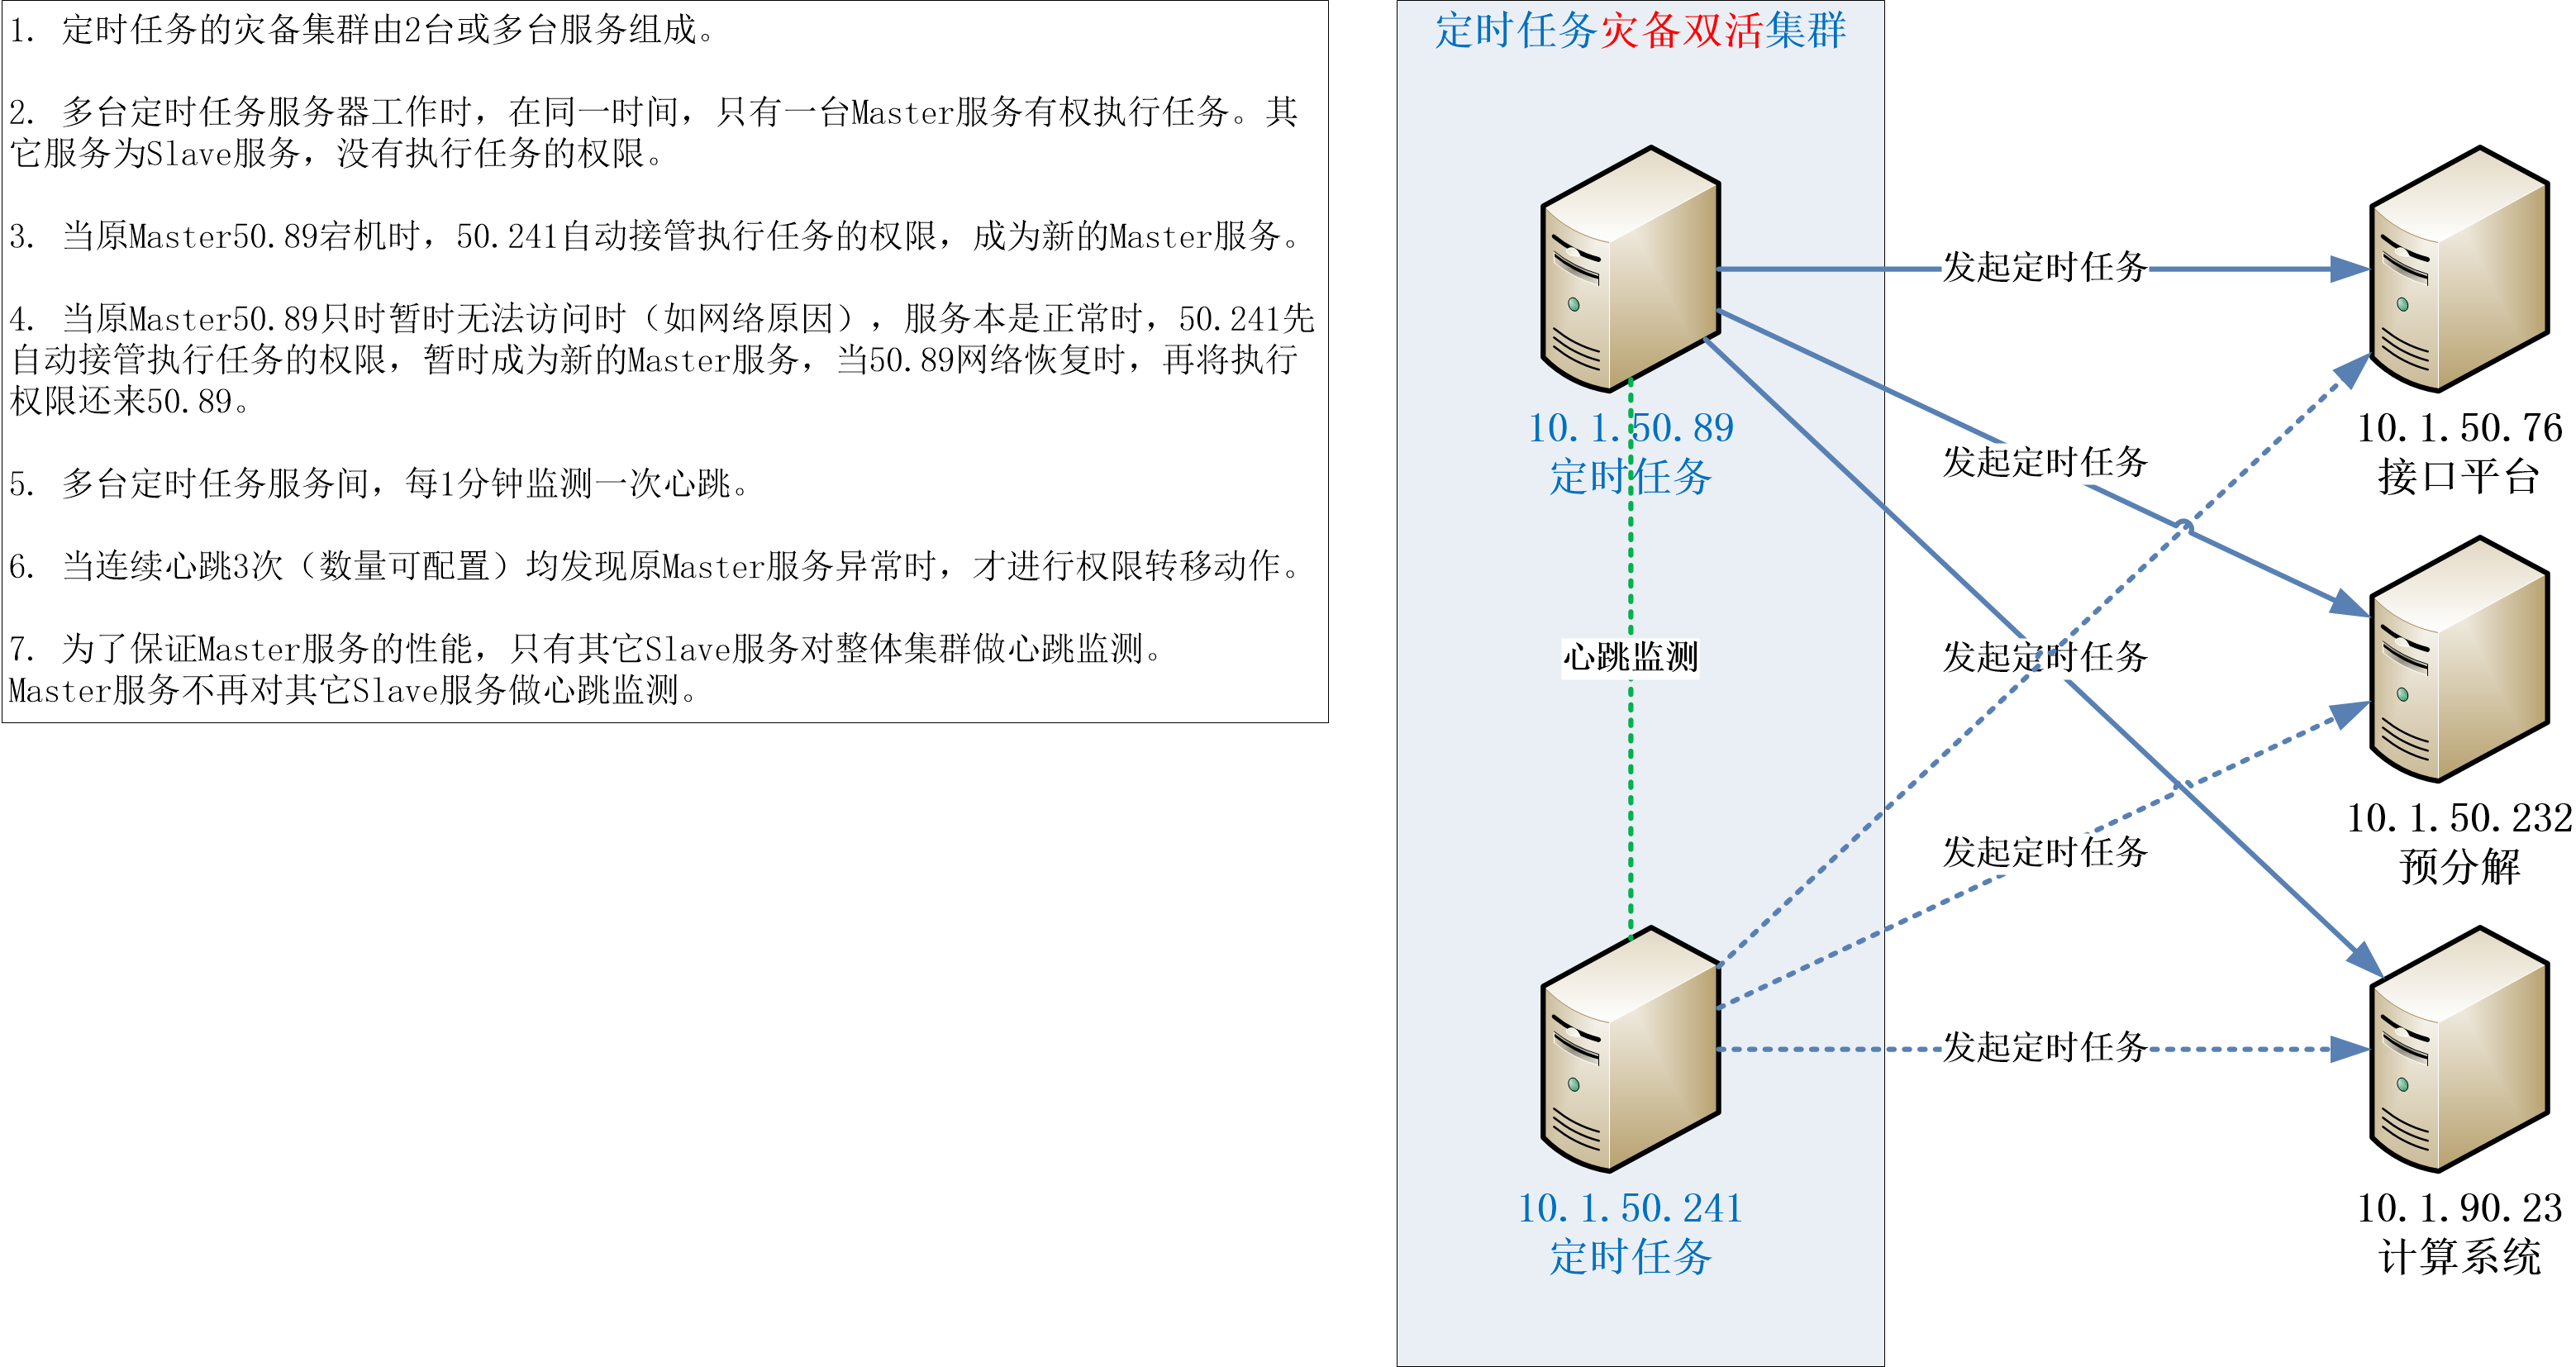 1. 定时任务的灾备集群由2台或多台服务组成。
2. 多台定时任务服务器工作时，在同一时间，只有一台Master服务有权执行任务。其
它服务为Slave服务，没有执行任务的权限。
3. 当原Master50.89宕机时，50.241自动接管执行任务的权限，成为新的Master服务。
4. 当原Master50.89只时暂时无法访问时（如网络原因），服务本是正常时，50.241先
自动接管执行任务的权限，暂时成为新的Master服务，当50.89网络恢复时，再将执行
权限还来50.89。
5. 多台定时任务服务间，每1分钟监测一次心跳。
6. 当连续心跳3次（数量可配置）均发现原Master服务异常时，才进行权限转移动作。
7. 为了保证Master服务的性能，只有其它Slave服务对整体集群做心跳监测。
Master服务不再对其它Slave服务做心跳监测。
定时任务灾备双活集群
10.1.50.89
定时任务
心跳监测
10.1.50.241
定时任务
发起定时任务
发起定时任务
发起定时任务
发起定时任务
发起定时任务
10.1.50.76
接口平台
10.1.50.232
预分解
10.1.90.23
计算系统